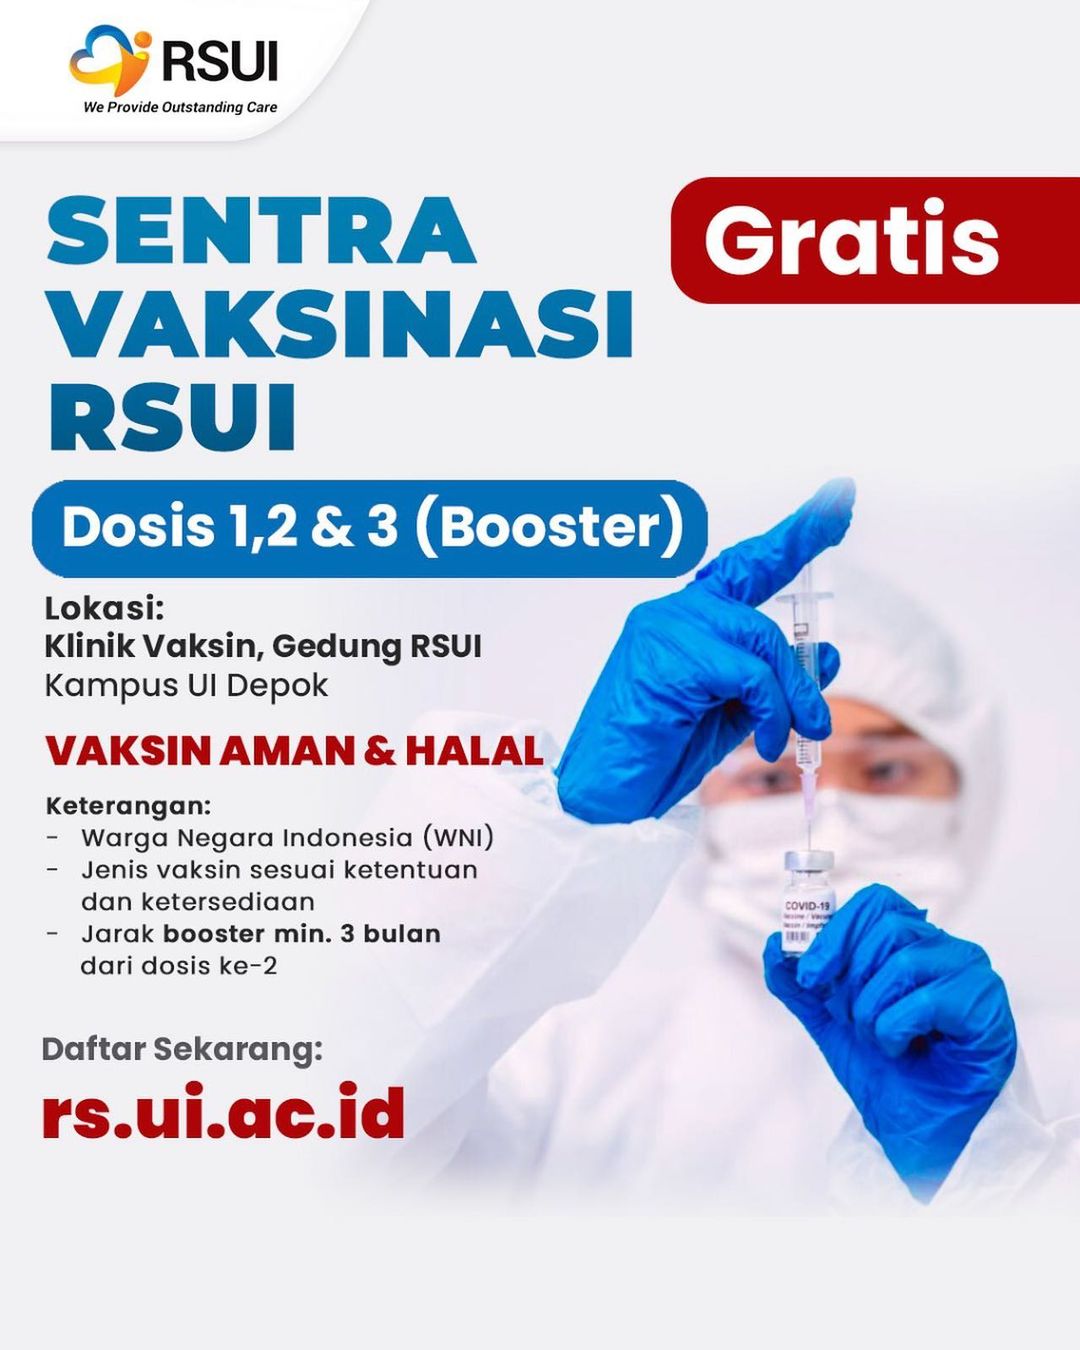 RSUI
We Provide Outstanding Care
SENTRA
VAKSINASI
RSUI
Gratis
Dosis 1,2 & 3 (Booster)
Lokasi:
Klinik Vaksin, Gedung RSUI
Kampus UI Depok
VAKSIN AMAN & HALAL
Keterangan:
- Warga Negara Indonesia (WNI)
- Jenis vaksin sesuai ketentuan
dan ketersediaan
- Jarak booster min. 3 bulan
dari dosis ke-2
Daftar Sekarang:
rs.ui.ac.id
COVID-19